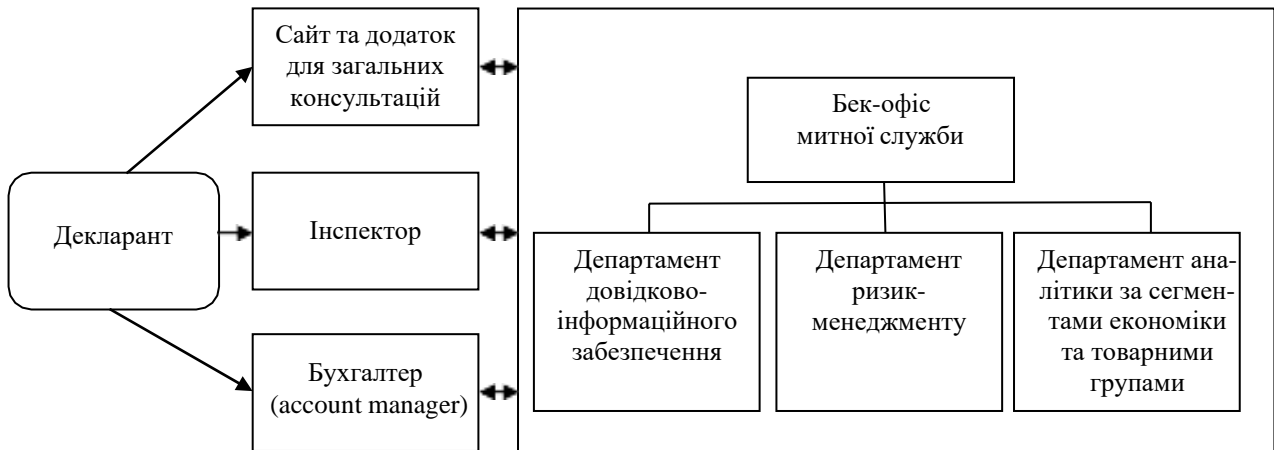 Сайт та додаток
для загальних
консультацій
Декларант
Інспектор
Бухгалтер
(account manager)
Бек-офіс
митної служби
Департамент
довідково-
інформаційного
забезпечення
Департамент
ризик-
менеджменту
Департамент ана-
літики за сегмен-
тами економіки
та товарними
групами